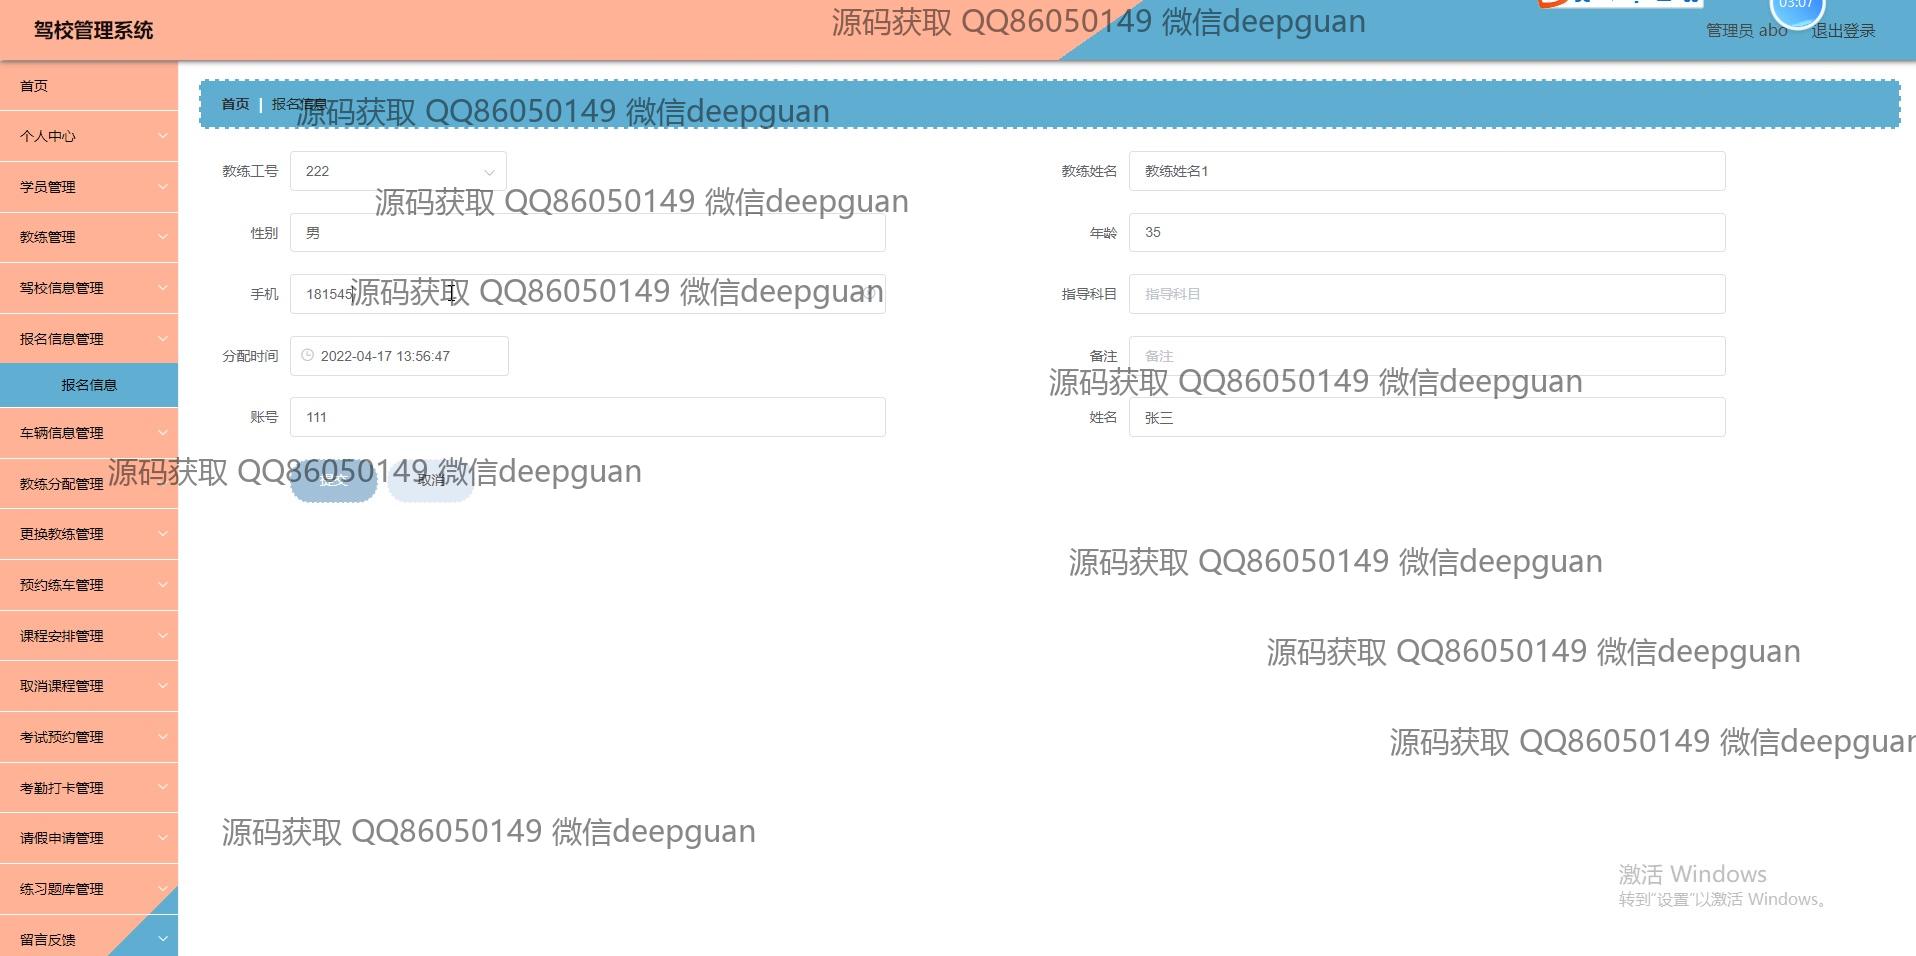 驾校管理系统
源码获取 QQ86050149 微信deepguan
03:07
管理员 abo
退出登录
首页
个人中心
学员管理
教练管理
驾校信息管理
报名信息管理
报名信息
车辆信息管理
教练分配管理
更换教练管理
预约练车管理
课程安排管理
取消课程管理
考试预约管理
考勤打卡管理
请假申请管理
练习题库管理
留言反馈
首页 | 报名信息
源码获取 QQ86050149 微信deepguan
教练工号 222
教练姓名 教练姓名1
源码获取 QQ86050149 微信deepguan
性别 男
年龄 35
手机 181545
源码获取 QQ86050149 微信deepguan
指导科目 指导科目
分配时间 2022-04-17 13:56:47
备注 备注
源码获取 QQ86050149 微信deepguan
账号 111
姓名 张三
源码获取 QQ86050149 微信deepguan
提交 取消
源码获取 QQ86050149 微信deepguan
源码获取 QQ86050149 微信deepguan
源码获取 QQ86050149 微信deepguan
源码获取 QQ86050149 微信deepguan
激活 Windows
转到"设置"以激活 Windows。